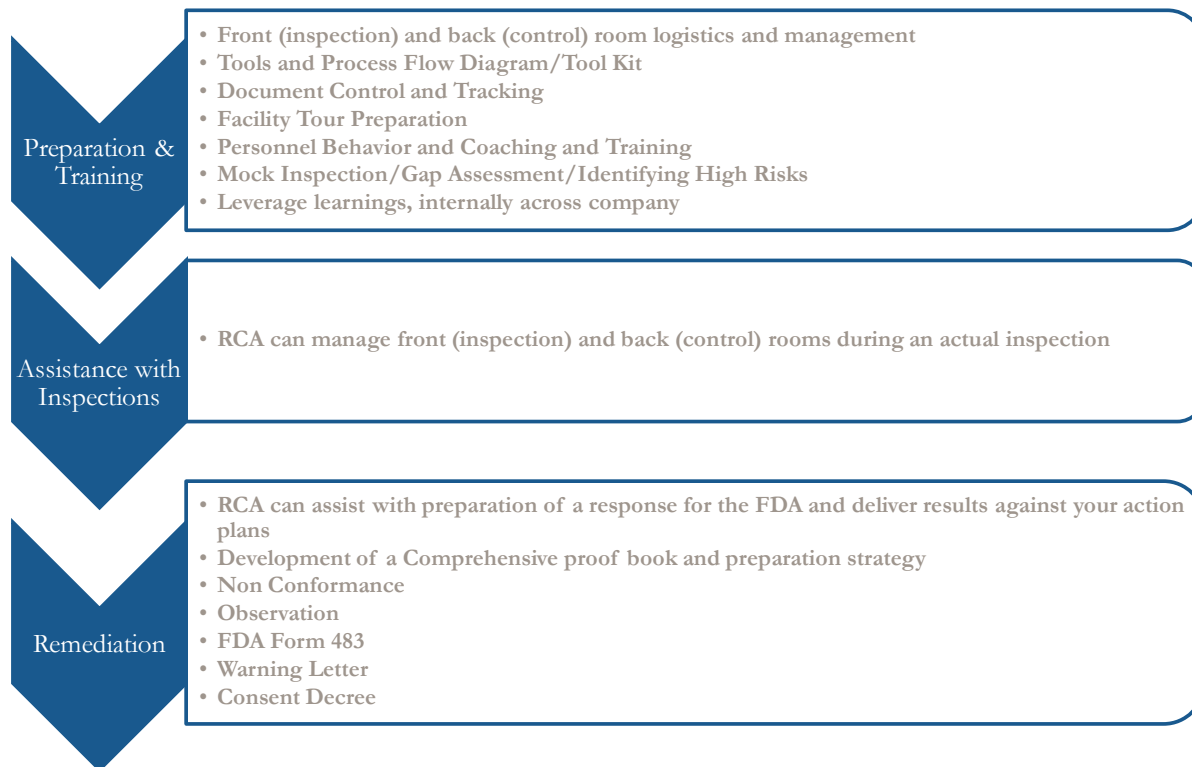 • Front (inspection) and back (control) room logistics and management
• Tools and Process Flow Diagram/Tool Kit
• Document Control and Tracking
• Facility Tour Preparation
• Personnel Behavior and Coaching and Training
• Mock Inspection/Gap Assessment/Identifying High Risks
• Leverage learnings, internally across company
Preparation &
Training
• RCA can manage front (inspection) and back (control) rooms during an actual inspection
Assistance with
Inspections
• RCA can assist with preparation of a response for the FDA and deliver results against your action
plans
• Development of a Comprehensive proof book and preparation strategy
• Non Conformance
• Observation
• FDA Form 483
• Warning Letter
• Consent Decree
Remediation